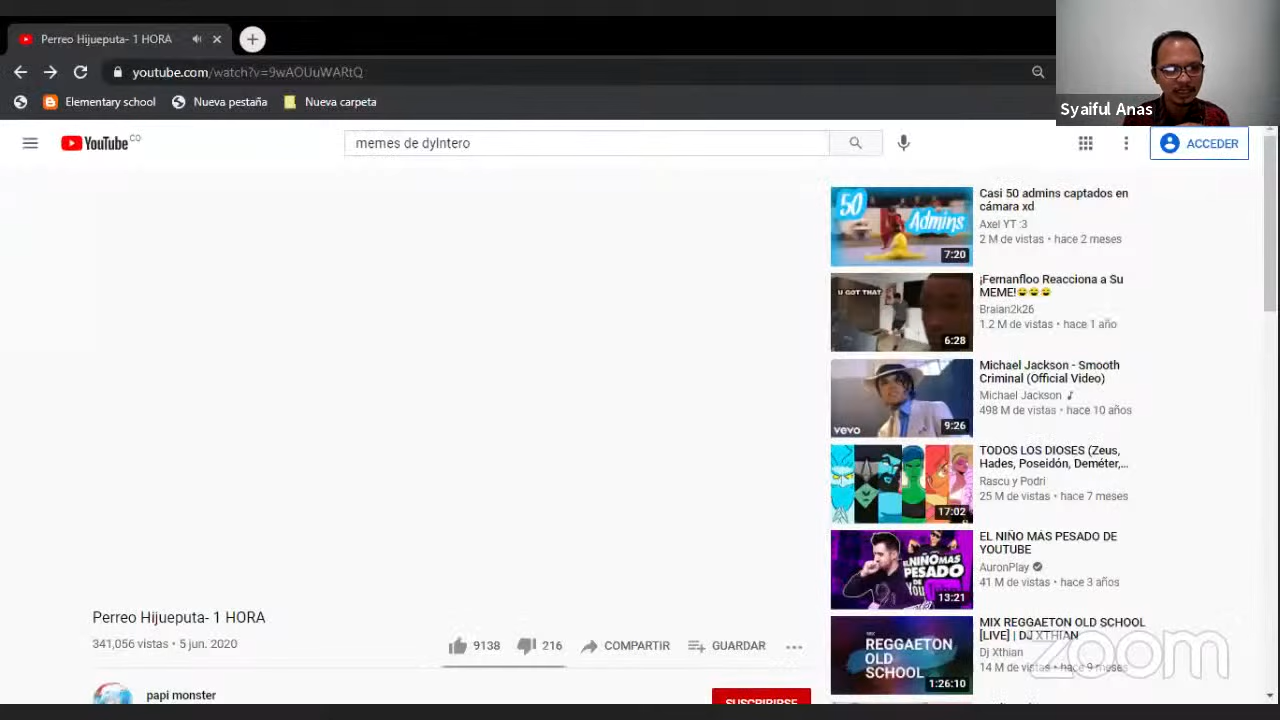 Perreo Hijueputa- 1 HORA
youtube.com/watch?v=9wAOUuWARtQ
Elementary school
Nueva pestaña
Nueva carpeta
Syaiful Anas
YouTube CO
memes de dylntero
ACCEDER
50 Admins
7:20
Casi 50 admins captados en
cámara xd
Axel YT :3
2 M de vistas • hace 2 meses
U GOT THAT
6:28
¡Fernanfloo Reacciona a Su
MEME!😂😂😂
Braian2k26
1.2 M de vistas • hace 1 año
vevo
9:26
Michael Jackson - Smooth
Criminal (Official Video)
Michael Jackson
498 M de vistas • hace 10 años
17:02
TODOS LOS DIOSES (Zeus,
Hades, Poseidón, Deméter,...
Rascu y Podri
25 M de vistas • hace 7 meses
EL NIÑO MAS
PESADO
DE
13:21
EL NIÑO MÁS PESADO DE
YOUTUBE
AuronPlay
41 M de vistas • hace 3 años
MIX
REGGAETON
OLD
SCHOOL
1:26:10
MIX REGGAETON OLD SCHOOL
[LIVE] | DJ XTHIAN
Dj Xthian
14 M de vistas • hace 9 meses
zoom
Perreo Hijueputa- 1 HORA
341,056 vistas • 5 jun. 2020
9138
216
COMPARTIR
GUARDAR
papi monster
SUSCRIBIRSE